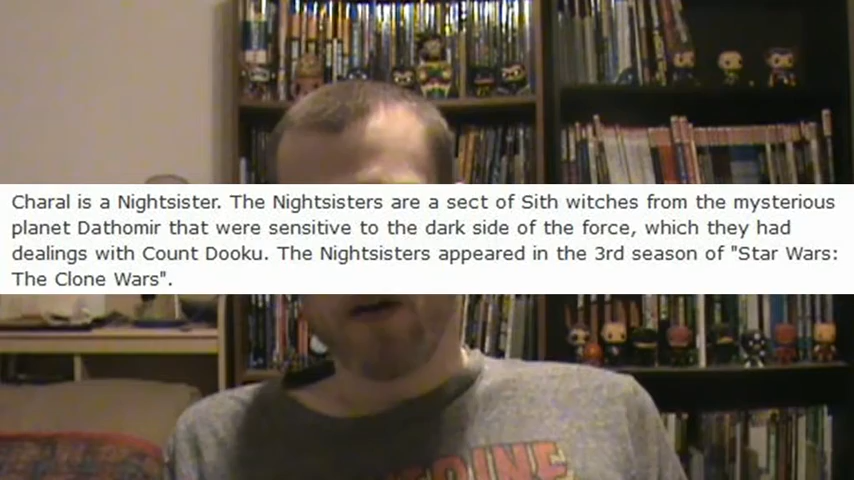 Charal is a Nightsister. The Nightsisters are a sect of Sith witches from the mysterious
planet Dathomir that were sensitive to the dark side of the force, which they had
dealings with Count Dooku. The Nightsisters appeared in the 3rd season of "Star Wars:
The Clone Wars".